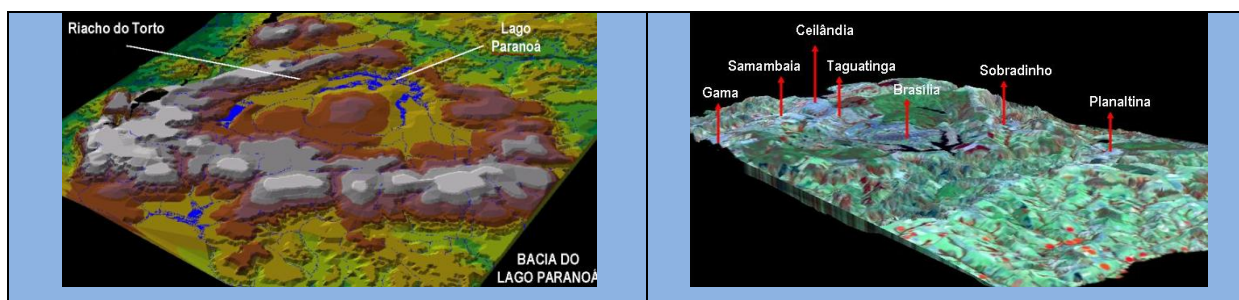 Riacho do Torto
Lago
Paranoá
BACIA DO
LAGO PARANOÁ
Ceilândia
Samambaia
Taguatinga
Sobradinho
Gama
Brasília
Planaltina